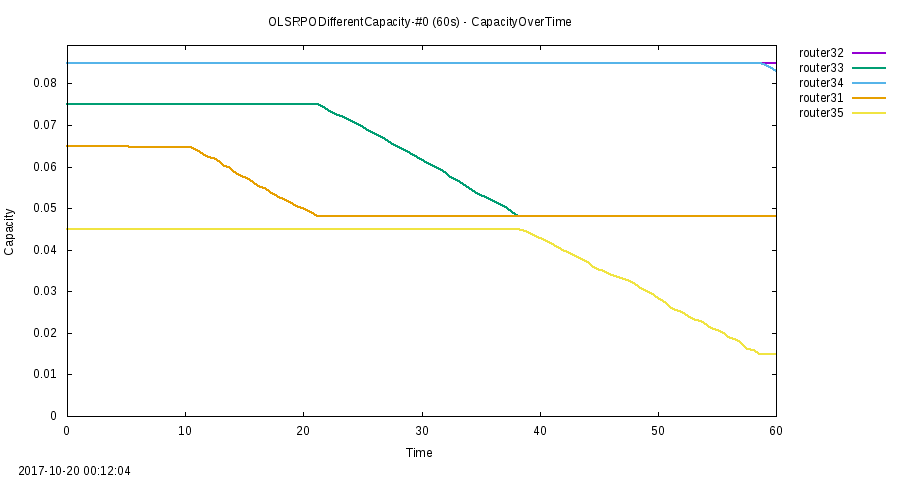 OLSRPO DifferentCapacity-#0 (60s) - CapacityOverTime
router32
router33
router34
router31
router35
0.08
0.07
0.06
0.05
0.04
0.03
0.02
0.01
0
Capacity
0 10 20 30 40 50 60
Time
2017-10-20 00:12:04